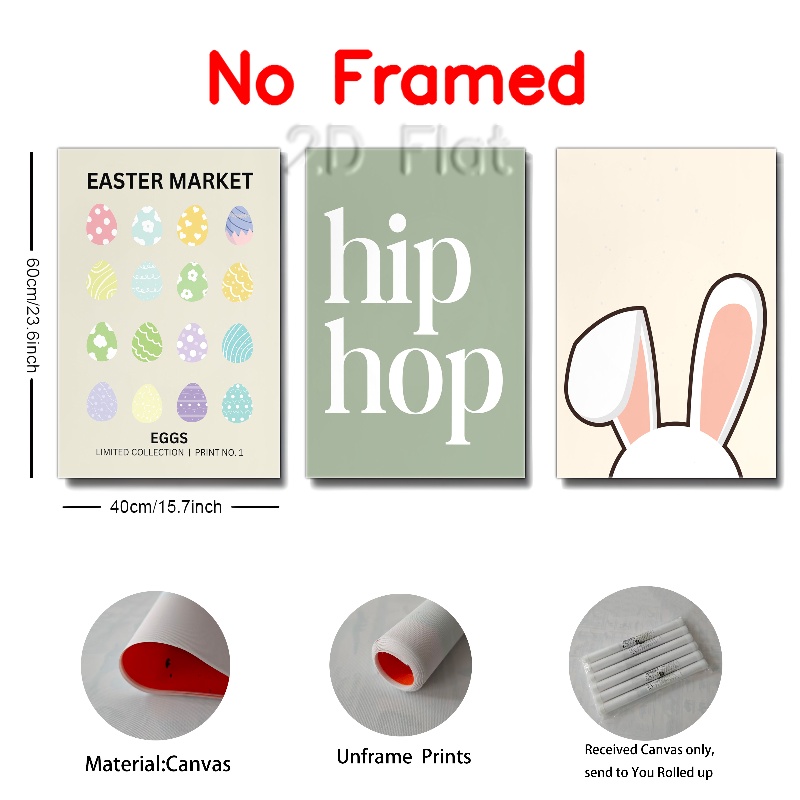 No Framed
2D Flat
60cm/23.6inch
EASTER MARKET
EGGS
LIMITED COLLECTION | PRINT NO. 1
hip
hop
40cm/15.7inch
Material:Canvas
Unframe Prints
Received Canvas only,
send to You Rolled up